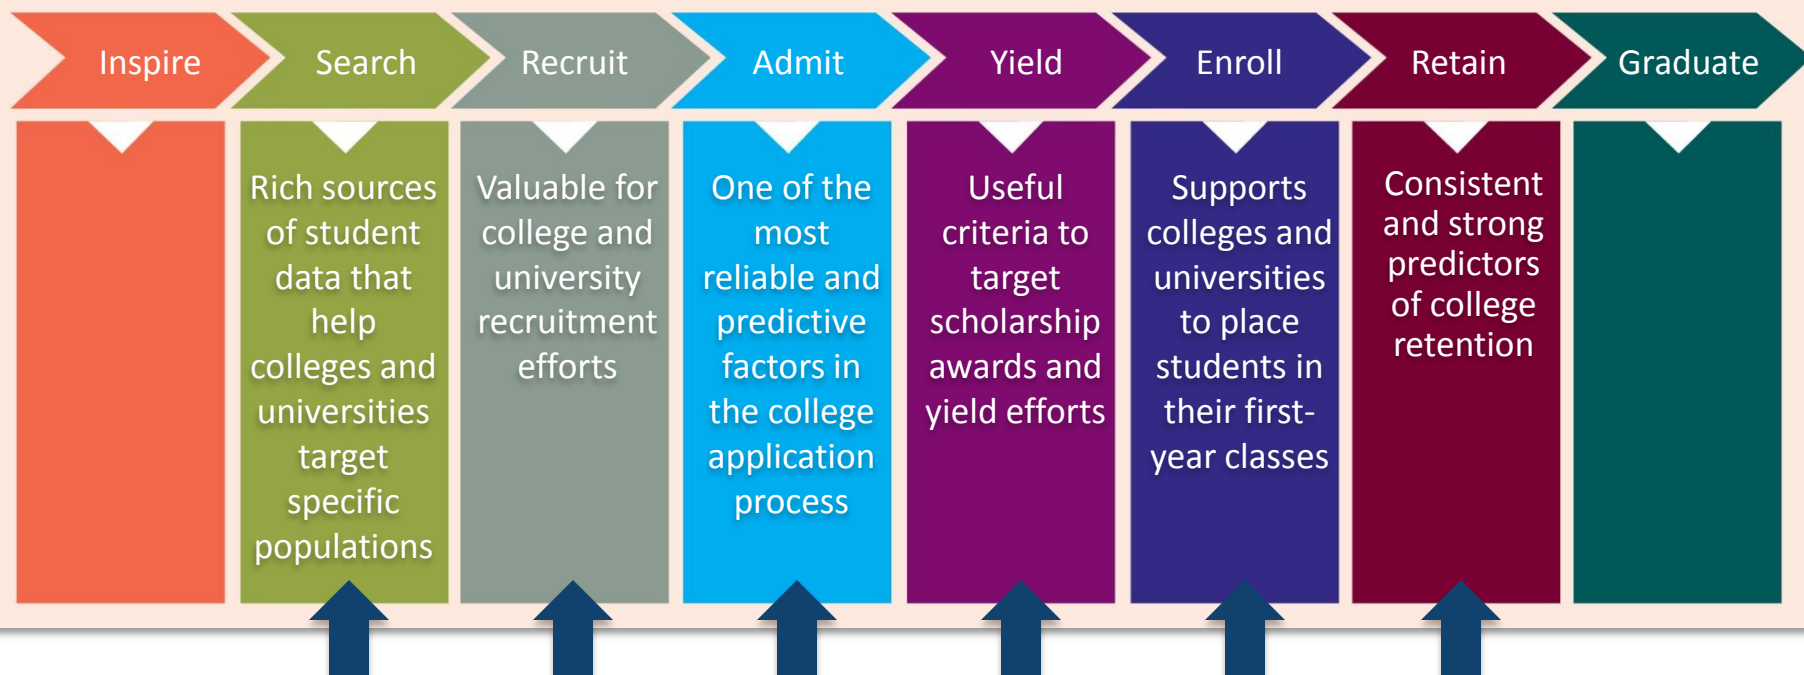 Inspire
Search
Recruit
Admit
Yield
Enroll
Retain
Graduate
Rich sources
of student
data that
help
colleges and
universities
target
specific
populations
Valuable for
college and
university
recruitment
efforts
One of the
most
reliable and
predictive
factors in
the college
application
process
Useful
criteria to
target
scholarship
awards and
yield efforts
Supports
colleges and
universities
to place
students in
their first-
year classes
Consistent
and strong
predictors
of college
retention